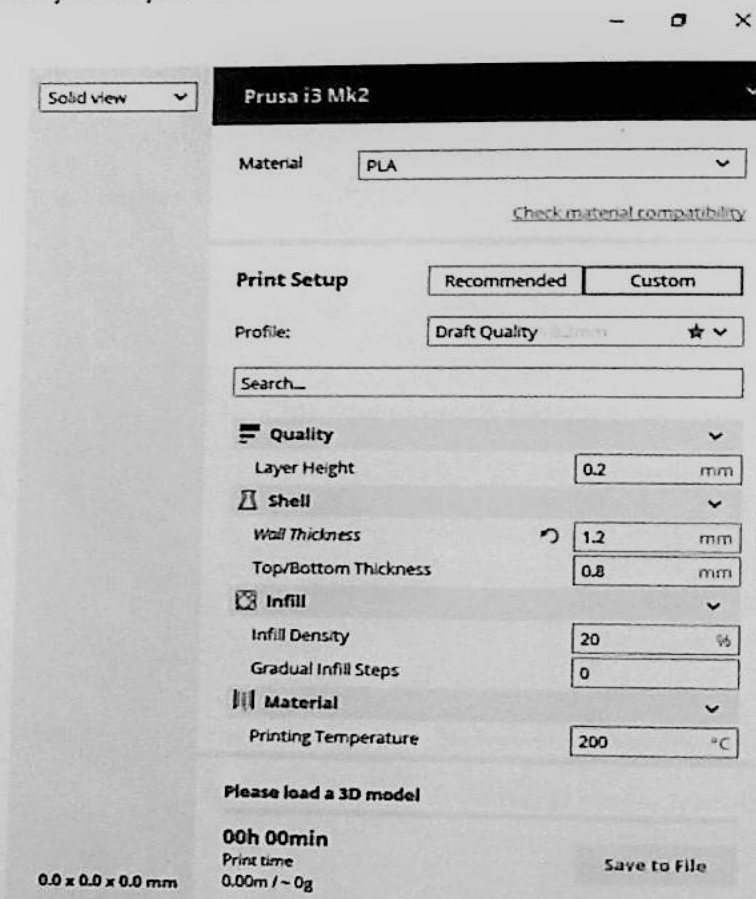 Solid view
Prusa i3 Mk2
Material PLA
Check material compatibility
Print Setup Recommended Custom
Profile: Draft Quality 0.2mm
Search...
Quality
Layer Height 0.2 mm
Shell
Wall Thickness 1.2 mm
Top/Bottom Thickness 0.8 mm
Infill
Infill Density 20 %
Gradual Infill Steps 0
Material
Printing Temperature 200 °C
Please load a 3D model
00h 00min
Print time
0.00m / ~ 0g
Save to File
0.0 x 0.0 x 0.0 mm